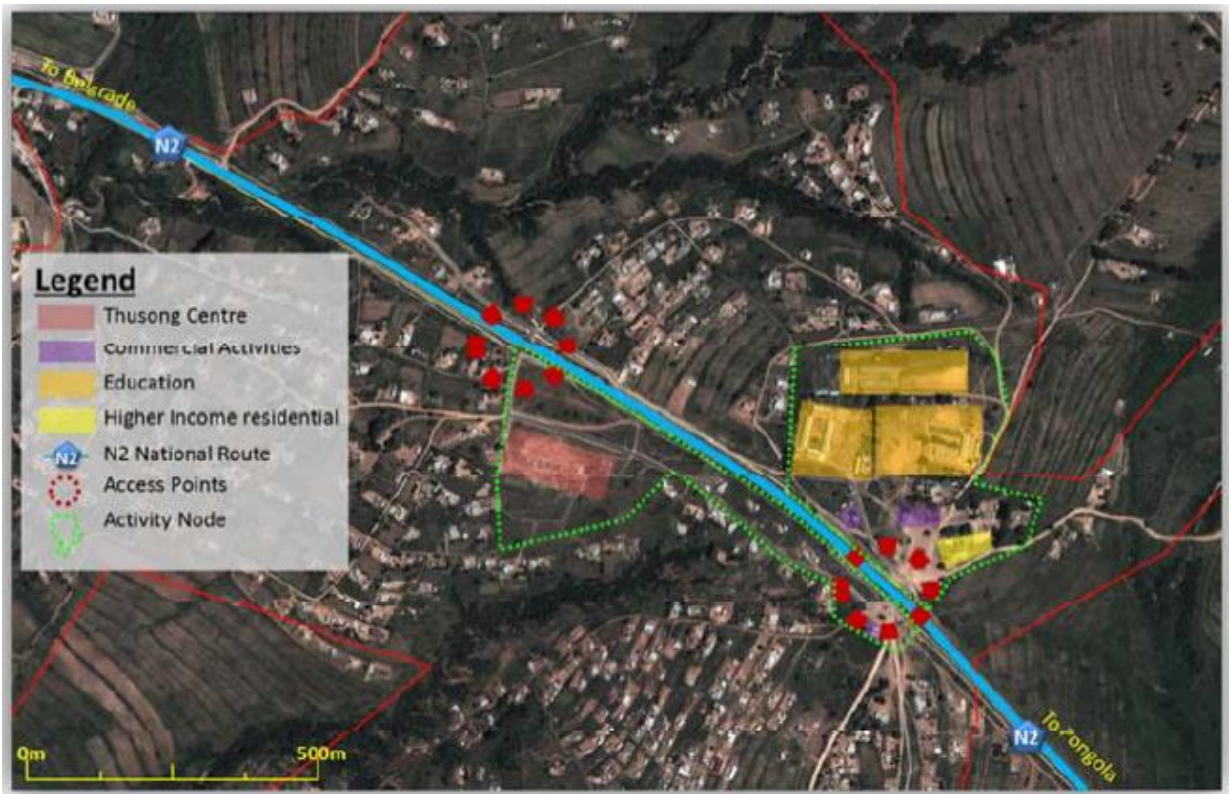 To Belgrade
N2
Legend
Thusong Centre
Commercial Activities
Education
Higher Income residential
N2
N2 National Route
Access Points
Activity Node
0m
500m
N2
To Pongola